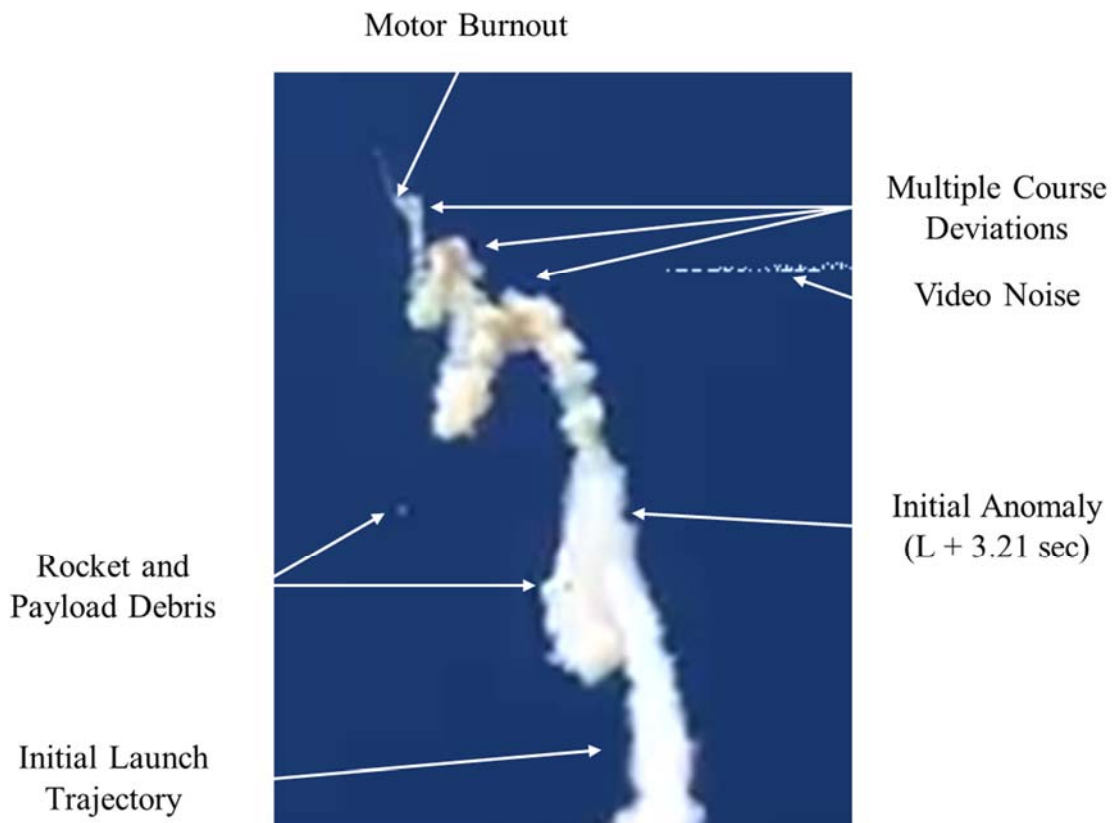 Motor Burnout
Multiple Course
Deviations
Video Noise
Initial Anomaly
(L + 3.21 sec)
Rocket and
Payload Debris
Initial Launch
Trajectory